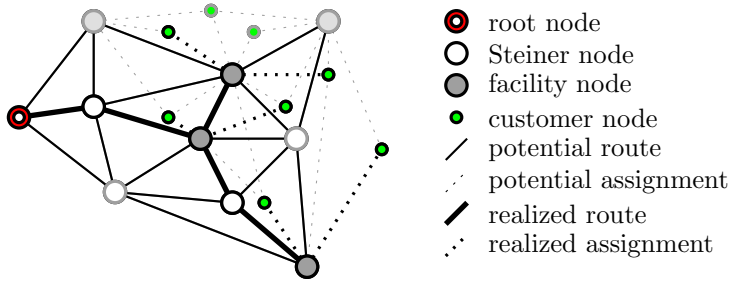 root node
Steiner node
facility node
customer node
potential route
potential assignment
realized route
realized assignment